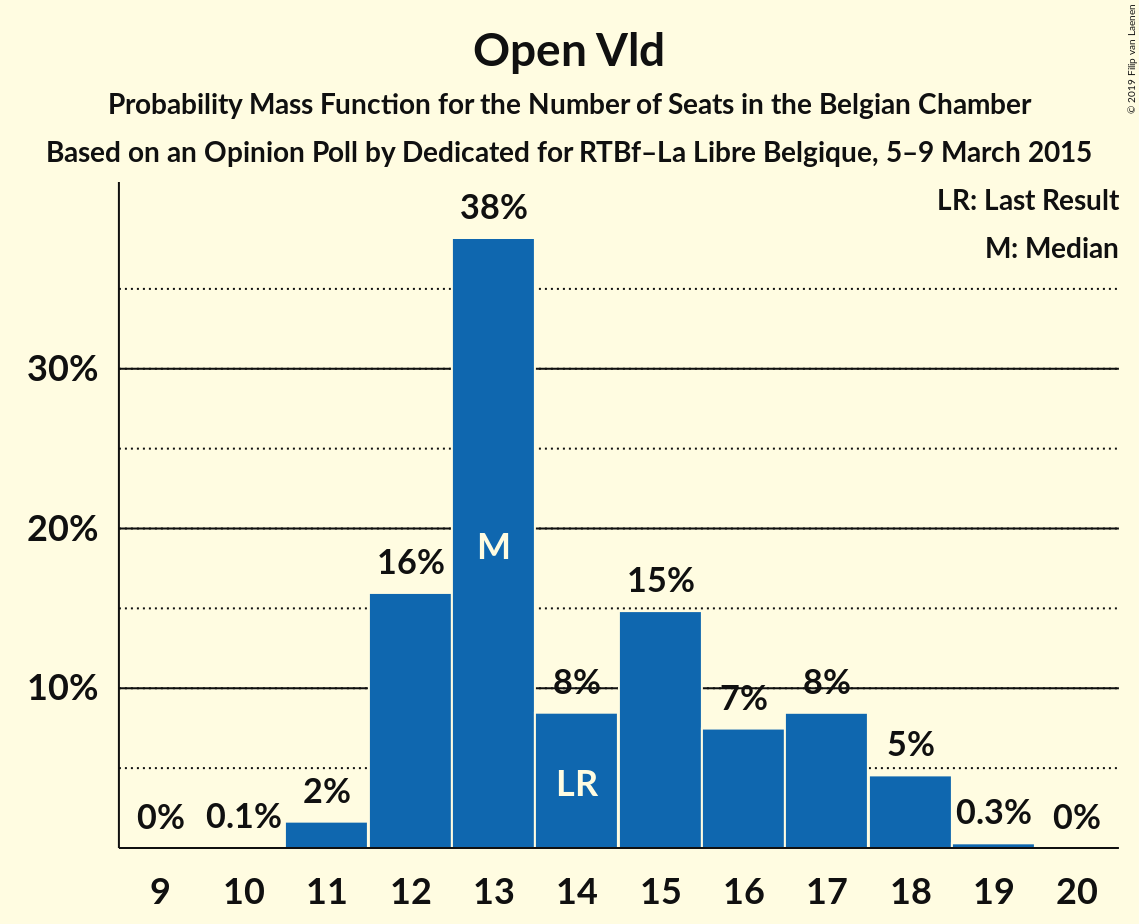 Open Vld
Probability Mass Function for the Number of Seats in the Belgian Chamber
Based on an Opinion Poll by Dedicated for RTBf–La Libre Belgique, 5–9 March 2015
© 2019 Filip van Laenen
LR: Last Result
M: Median
38%
30%
20%
10%
M
16%
15%
8%
7%
8%
5%
LR
2%
0%
0.1%
0.3%
0%
9 10 11 12 13 14 15 16 17 18 19 20